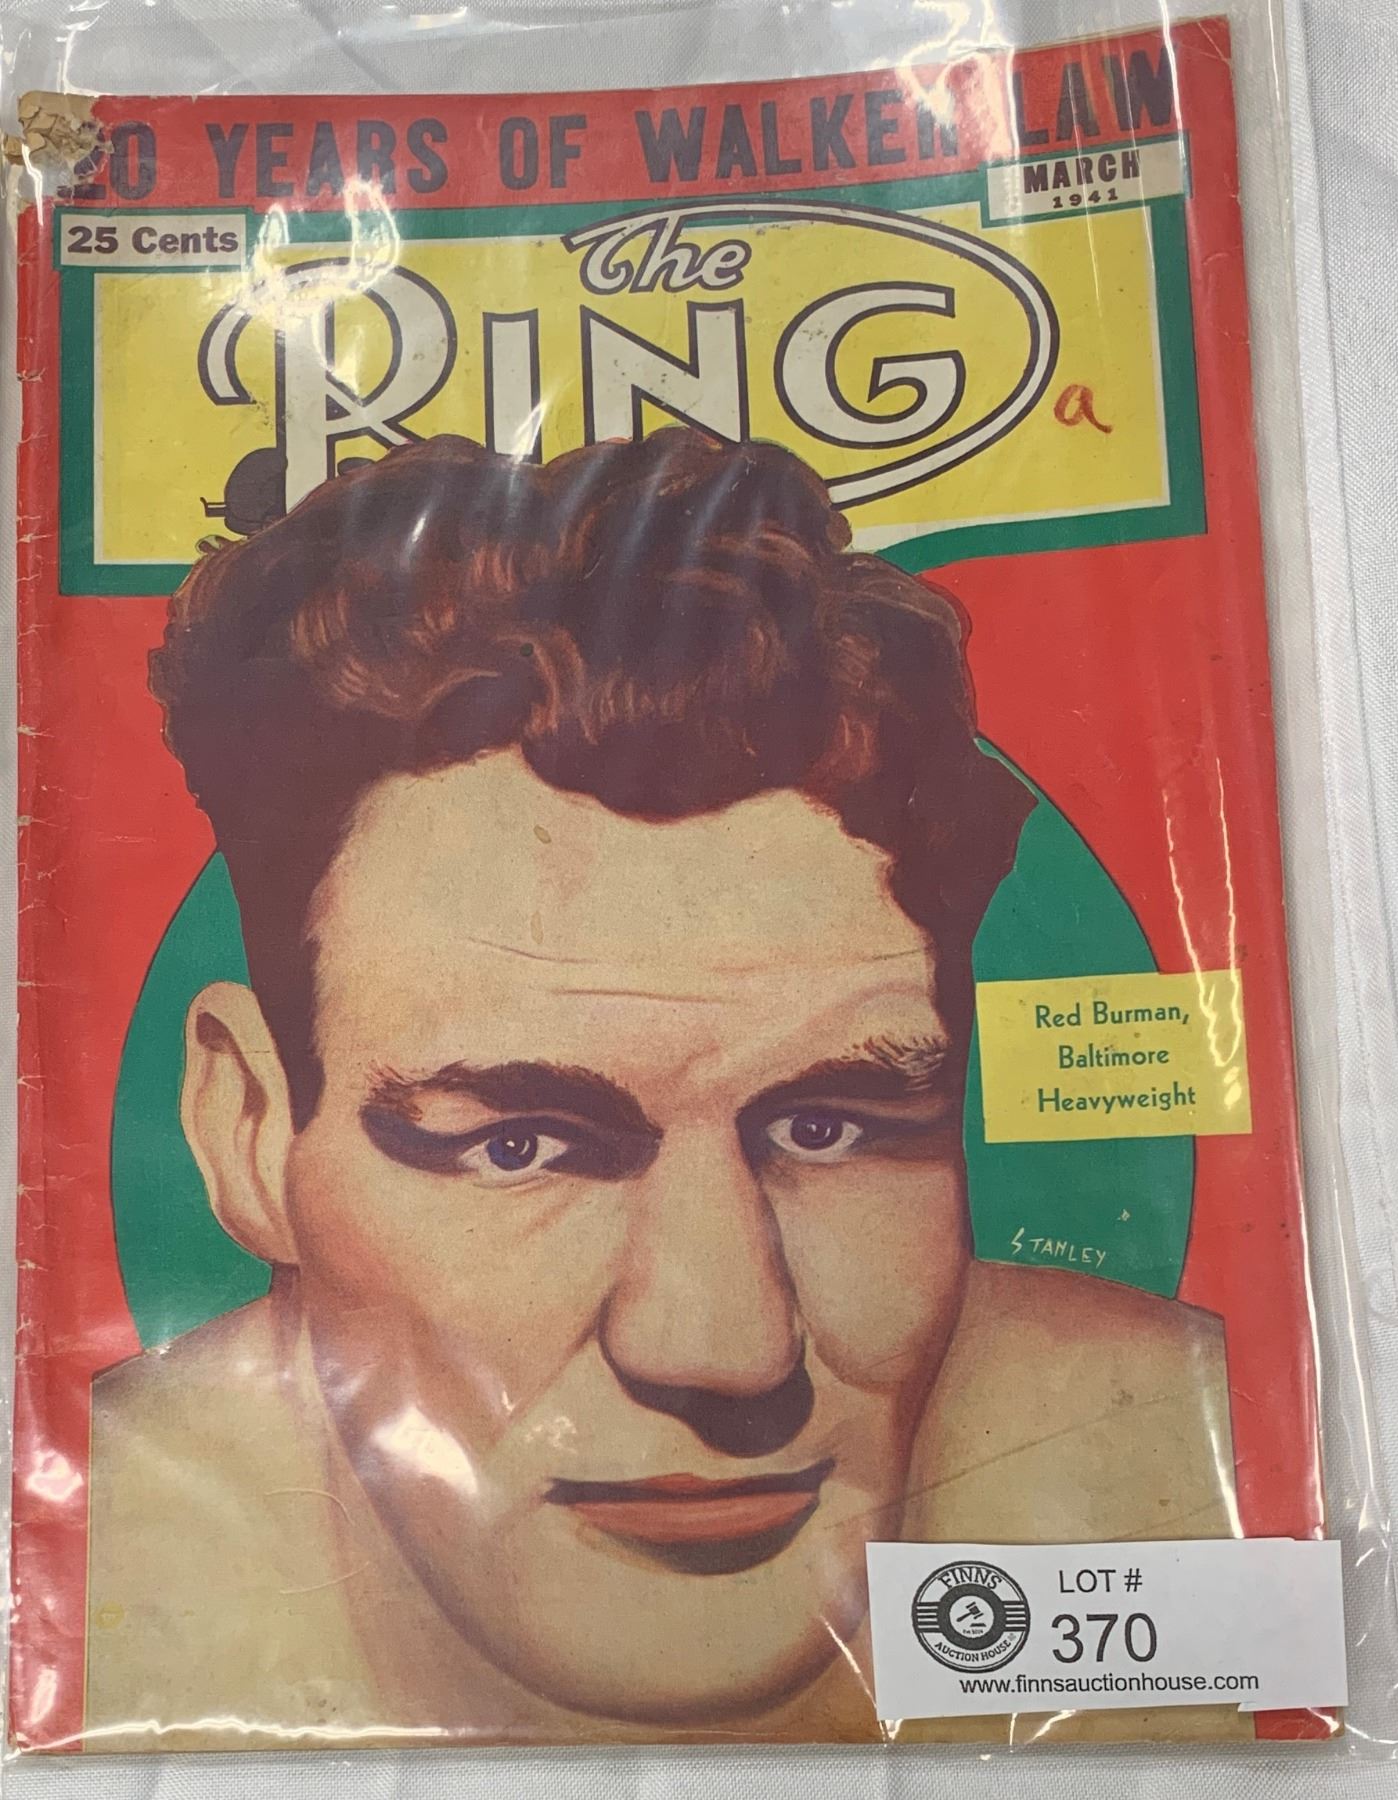 20 YEARS OF WALKER LAW
MARCH
1941
25 Cents
The
RING
a
Red Burman,
Baltimore
Heavyweight
STANLEY
FINNS
AUCTION HOUSE
LOT #
370
www.finnsauctionhouse.com